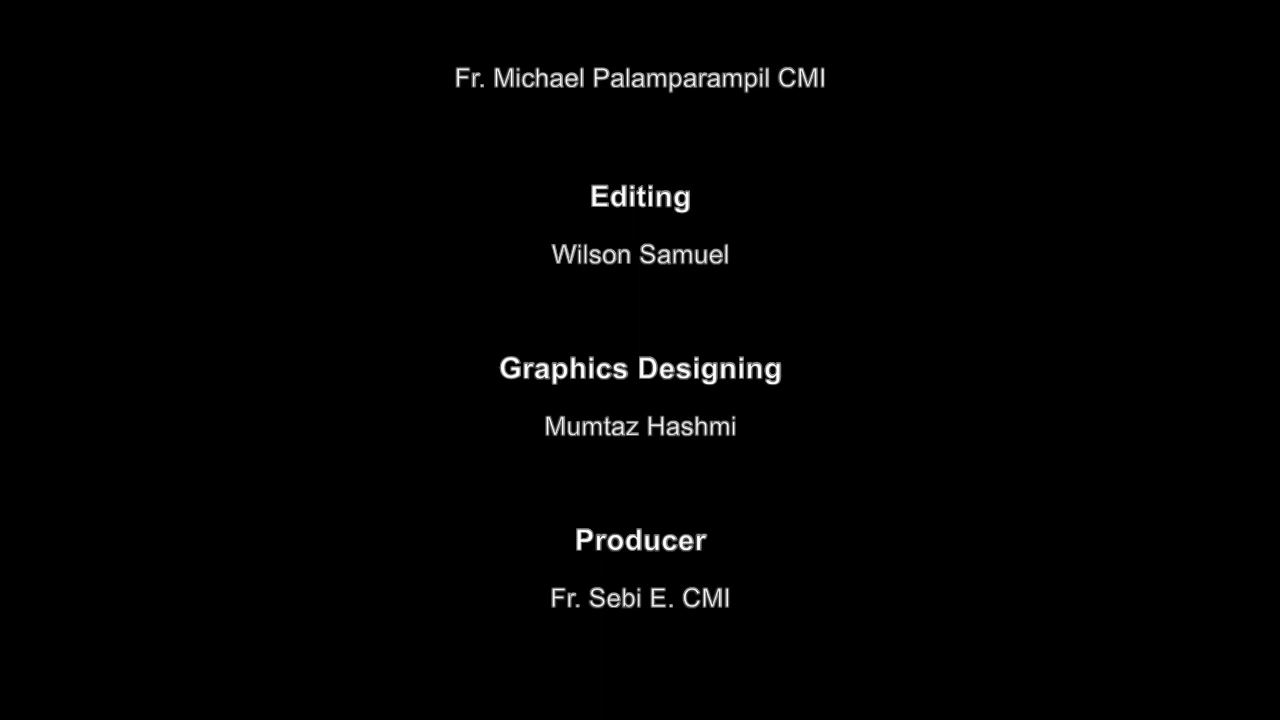 Fr. Michael Palamparampil CMI
Editing
Wilson Samuel
Graphics Designing
Mumtaz Hashmi
Producer
Fr. Sebi E. CMI